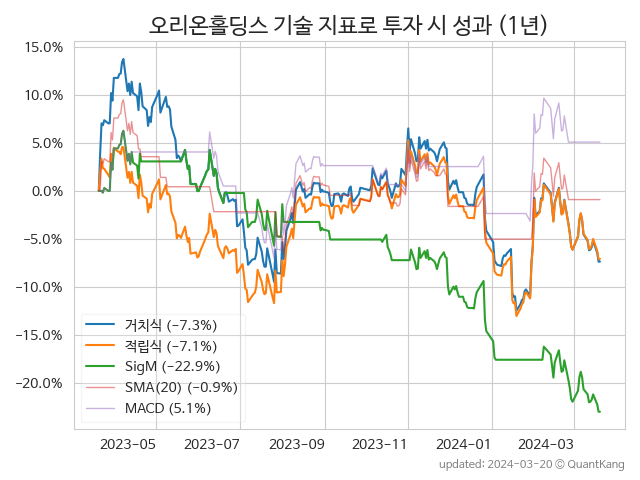 오리온홀딩스 기술 지표로 투자 시 성과 (1년)
15.0%
10.0%
5.0%
0.0%
−5.0%
−10.0%
−15.0%
−20.0%
거치식 (−7.3%)
적립식 (−7.1%)
SigM (−22.9%)
SMA(20) (−0.9%)
MACD (5.1%)
2023−05 2023−07 2023−09 2023−11 2024−01 2024−03
updated: 2024−03−20 © QuantKang